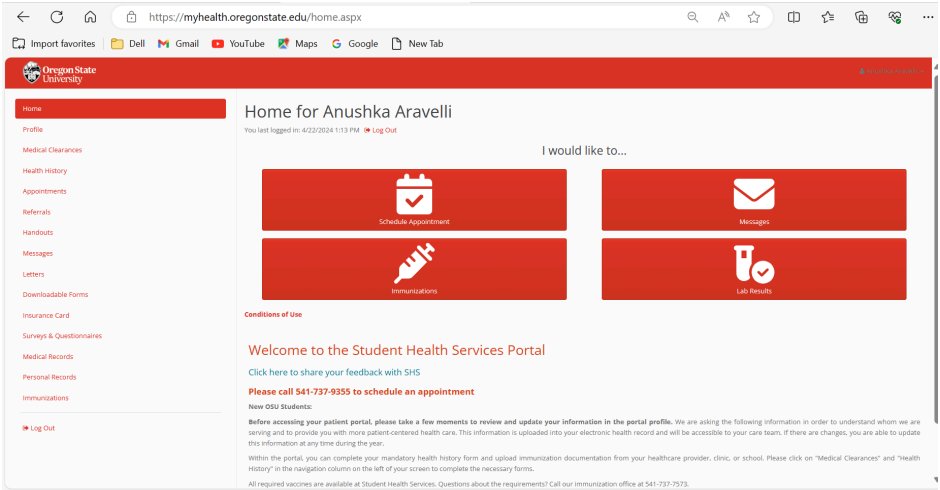 https://myhealth.oregonstate.edu/home.aspx
Import favorites
Dell
Gmail
YouTube
Maps
Google
New Tab
Oregon State
University
Home
Profile
Medical Clearances
Health History
Appointments
Referrals
Handouts
Messages
Letters
Downloadable Forms
Insurance Card
Surveys & Questionnaires
Medical Records
Personal Records
Immunizations
Log Out
Home for Anushka Aravelli
You last logged in: 4/22/2024 1:13 PM Log Out
I would like to...
Schedule Appointment
Messages
Immunizations
Lab Results
Conditions of Use
Welcome to the Student Health Services Portal
Click here to share your feedback with SHS
Please call 541-737-9355 to schedule an appointment
New OSU Students:
Before accessing your patient portal, please take a few moments to review and update your information in the portal profile. We are asking the following information in order to understand whom we are
serving and to provide you with more patient-centered health care. This information is uploaded into your electronic health record and will be accessible to your care team. If there are changes, you are able to update
this information at any time during the year.
Within the portal, you can complete your mandatory health history form and upload immunization documentation from your healthcare provider, clinic, or school. Please click on "Medical Clearances" and "Health
History" in the navigation column on the left of your screen to complete the necessary forms.
All required vaccines are available at Student Health Services. Questions about the requirements? Call our immunization office at 541-737-7573.